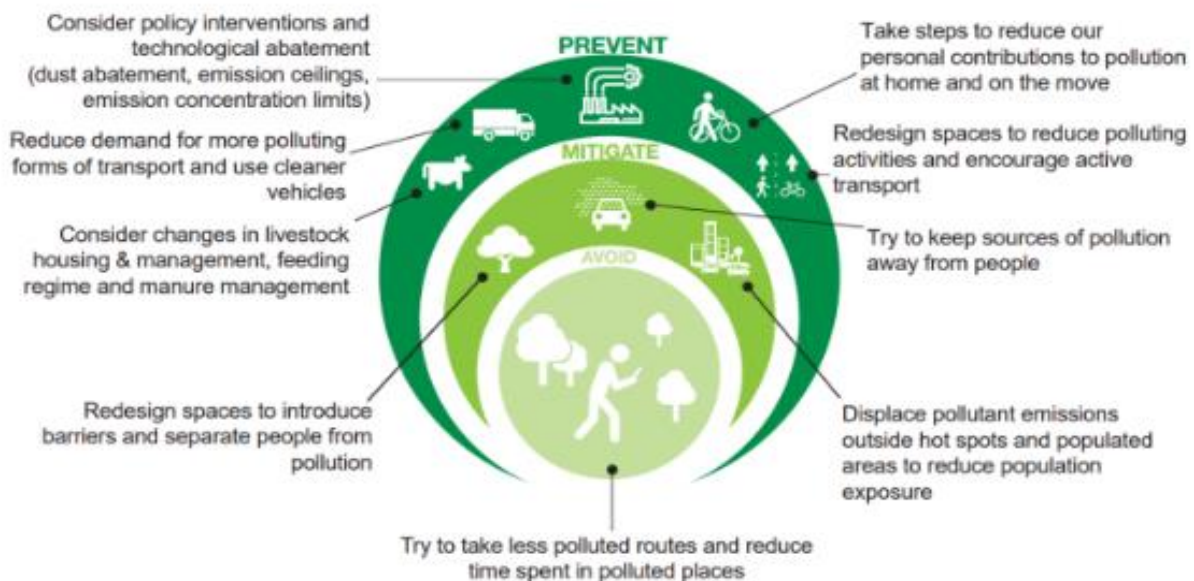 Consider policy interventions and
technological abatement
(dust abatement, emission ceilings,
emission concentration limits)
Reduce demand for more polluting
forms of transport and use cleaner
vehicles
Consider changes in livestock
housing & management, feeding
regime and manure management
Redesign spaces to introduce
barriers and separate people from
pollution
PREVENT
MITIGATE
AVOID
Take steps to reduce our
personal contributions to pollution
at home and on the move
Redesign spaces to reduce polluting
activities and encourage active
transport
Try to keep sources of pollution
away from people
Displace pollutant emissions
outside hot spots and populated
areas to reduce population
exposure
Try to take less polluted routes and reduce
time spent in polluted places